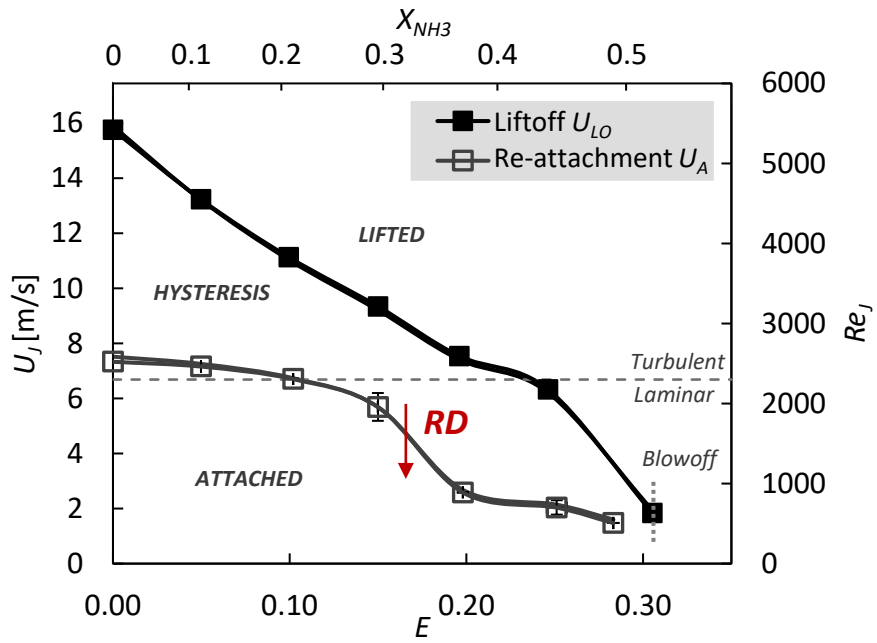 X_NH3
0 0.1 0.2 0.3 0.4 0.5
U_J [m/s]
16
14
12
10
8
6
4
2
0
Liftoff U_LO
Re-attachment U_A
LIFTED
HYSTERESIS
ATTACHED
RD
Turbulent
Laminar
Blowoff
6000
5000
4000
3000
2000
1000
0
Re_J
0.00 0.10 0.20 0.30
E